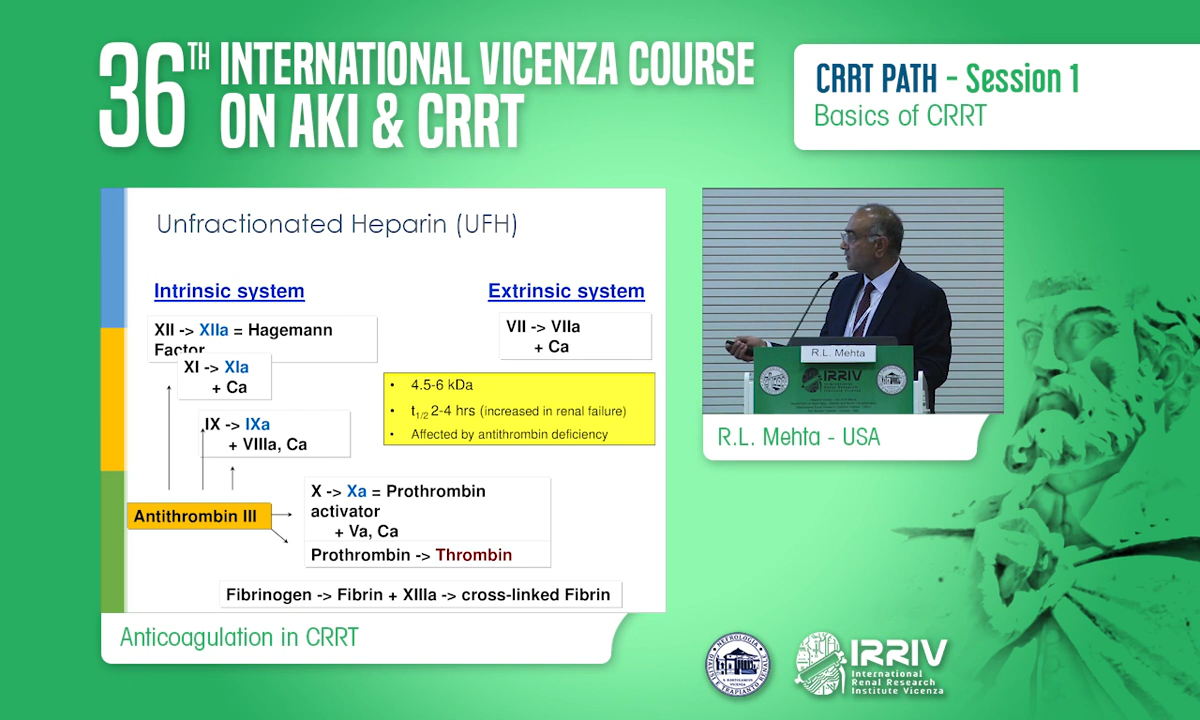 36TH INTERNATIONAL VICENZA COURSE
ON AKI & CRRT
CRRT PATH - Session 1
Basics of CRRT
Unfractionated Heparin (UFH)
Intrinsic system
Extrinsic system
XII -> XIIa = Hagemann
Factor
XI -> XIa
+ Ca
IX -> IXa
+ VIIIa, Ca
VII -> VIIa
+ Ca
• 4.5-6 kDa
• t1/2 2-4 hrs (increased in renal failure)
• Affected by antithrombin deficiency
Antithrombin III
X -> Xa = Prothrombin
activator
+ Va, Ca
Prothrombin -> Thrombin
Fibrinogen -> Fibrin + XIIIa -> cross-linked Fibrin
Anticoagulation in CRRT
R.L. Mehta
IRRIV
R.L. Mehta - USA
IRRIV
International
Renal Research
Institute Vicenza